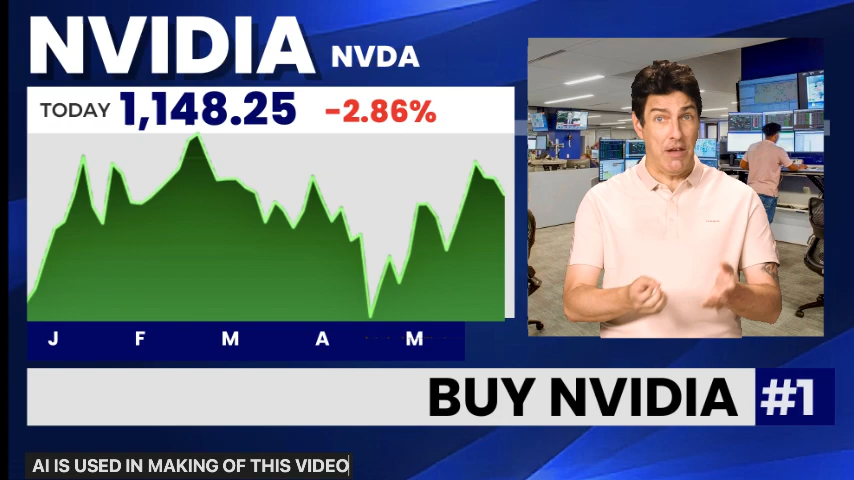 NVIDIA NVDA
TODAY 1,148.25 -2.86%
J F M A M
BUY NVIDIA #1
AI IS USED IN MAKING OF THIS VIDEO